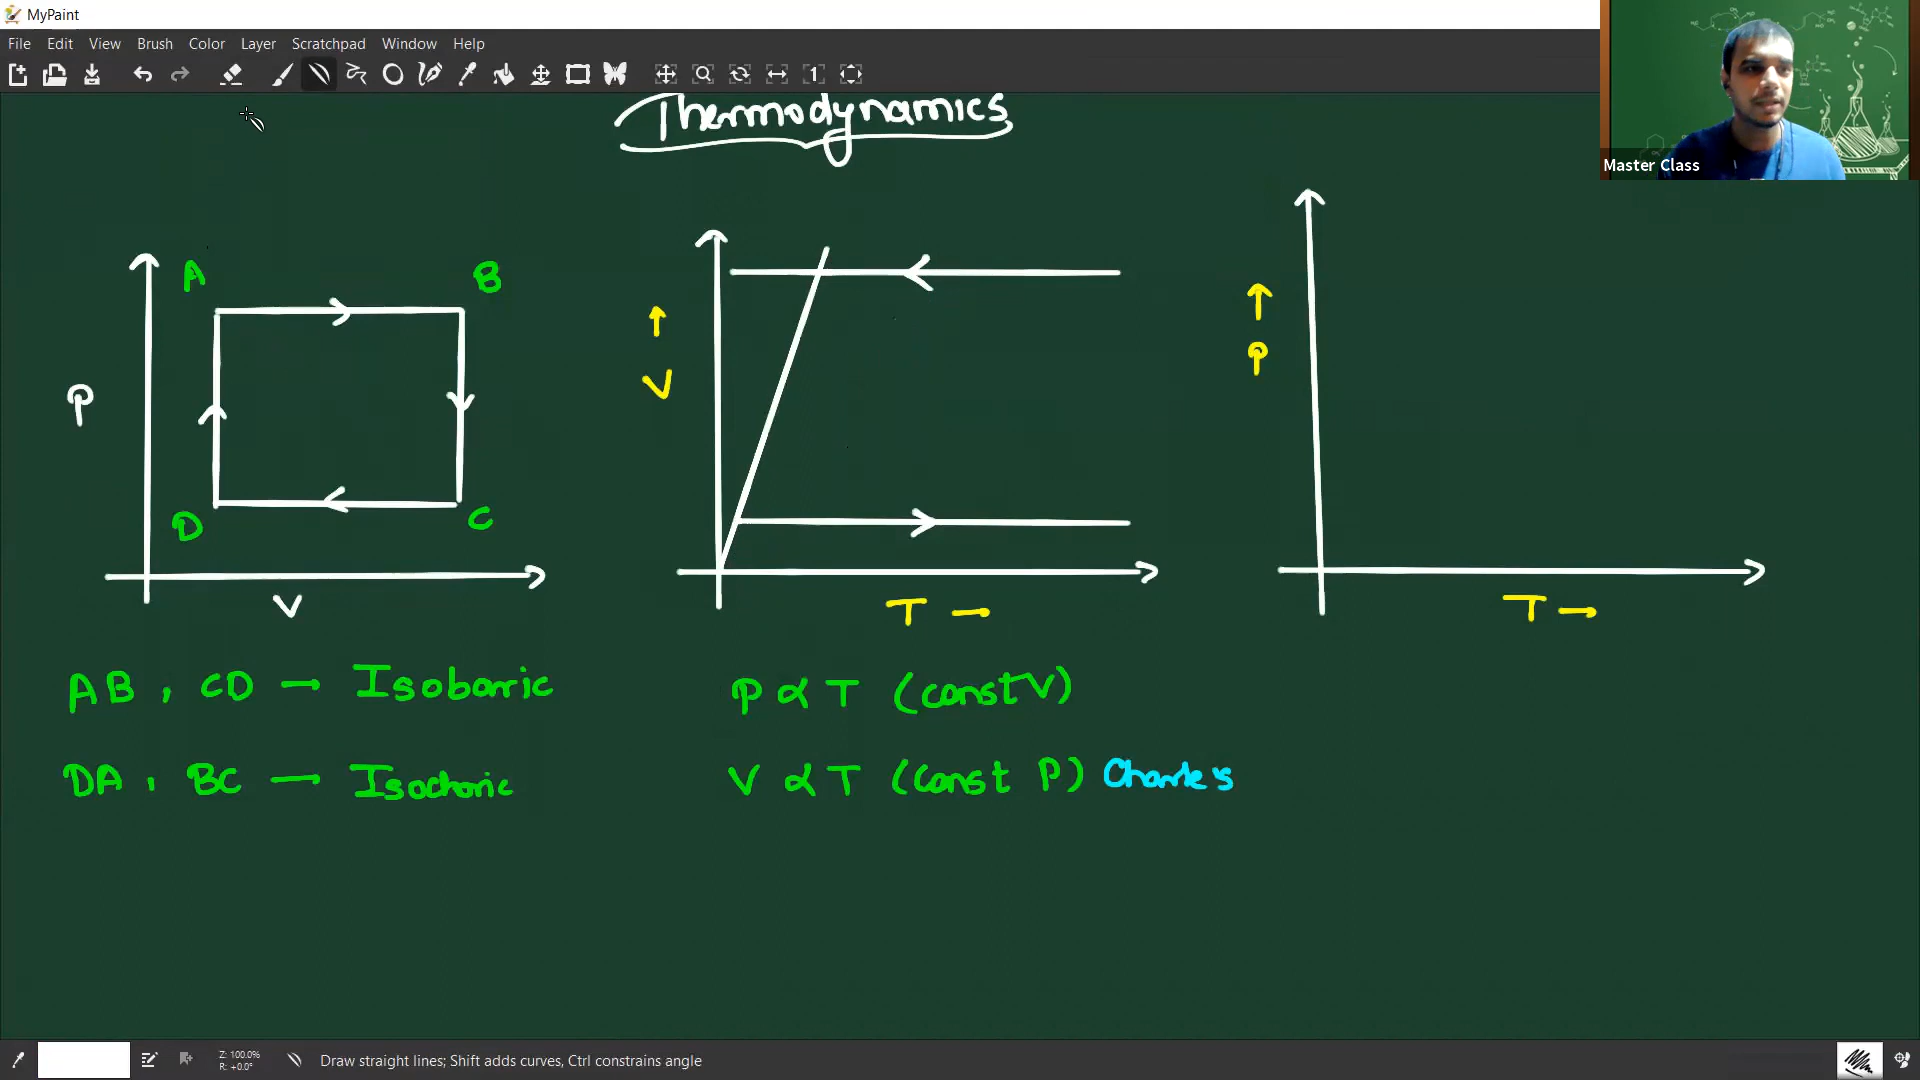 MyPaint
File Edit View Brush Color Layer Scratchpad Window Help
Master Class
Thermodynamics
A B
P
D C
V
↑
V
T →
↑
P
T →
AB, CD → Isobaric
P ∝ T (const V)
DA, BC → Isochoric
V ∝ T (const P) Charles
Z: 100.0%
R: +0.0°
Draw straight lines; Shift adds curves, Ctrl constrains angle